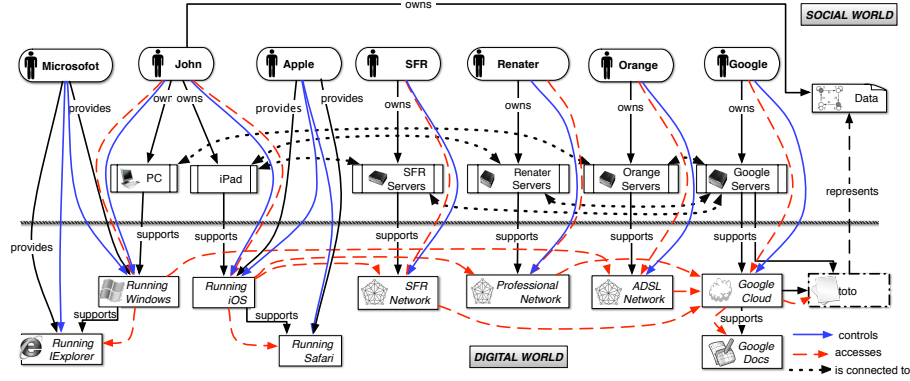 owns
SOCIAL WORLD
Microsofot
John
Apple
SFR
Renater
Orange
Google
provides
owr
owns
provides
provides
owns
owns
owns
owns
Data
PC
iPad
SFR
Servers
Renater
Servers
Orange
Servers
Google
Servers
represents
provides
supports
supports
supports
supports
supports
supports
Running
Windows
Running
iOS
SFR
Network
Professional
Network
ADSL
Network
Google
Cloud
toto
supports
supports
supports
Running
IExplorer
Running
Safari
DIGITAL WORLD
Google
Docs
controls
accesses
is connected to